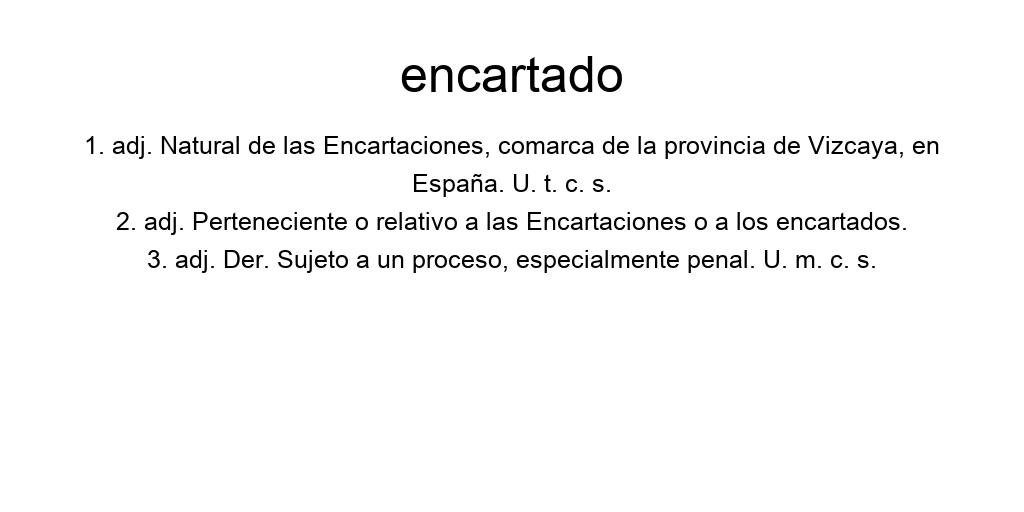 encartado
1. adj. Natural de las Encartaciones, comarca de la provincia de Vizcaya, en
España. U. t. c. s.
2. adj. Perteneciente o relativo a las Encartaciones o a los encartados.
3. adj. Der. Sujeto a un proceso, especialmente penal. U. m. c. s.